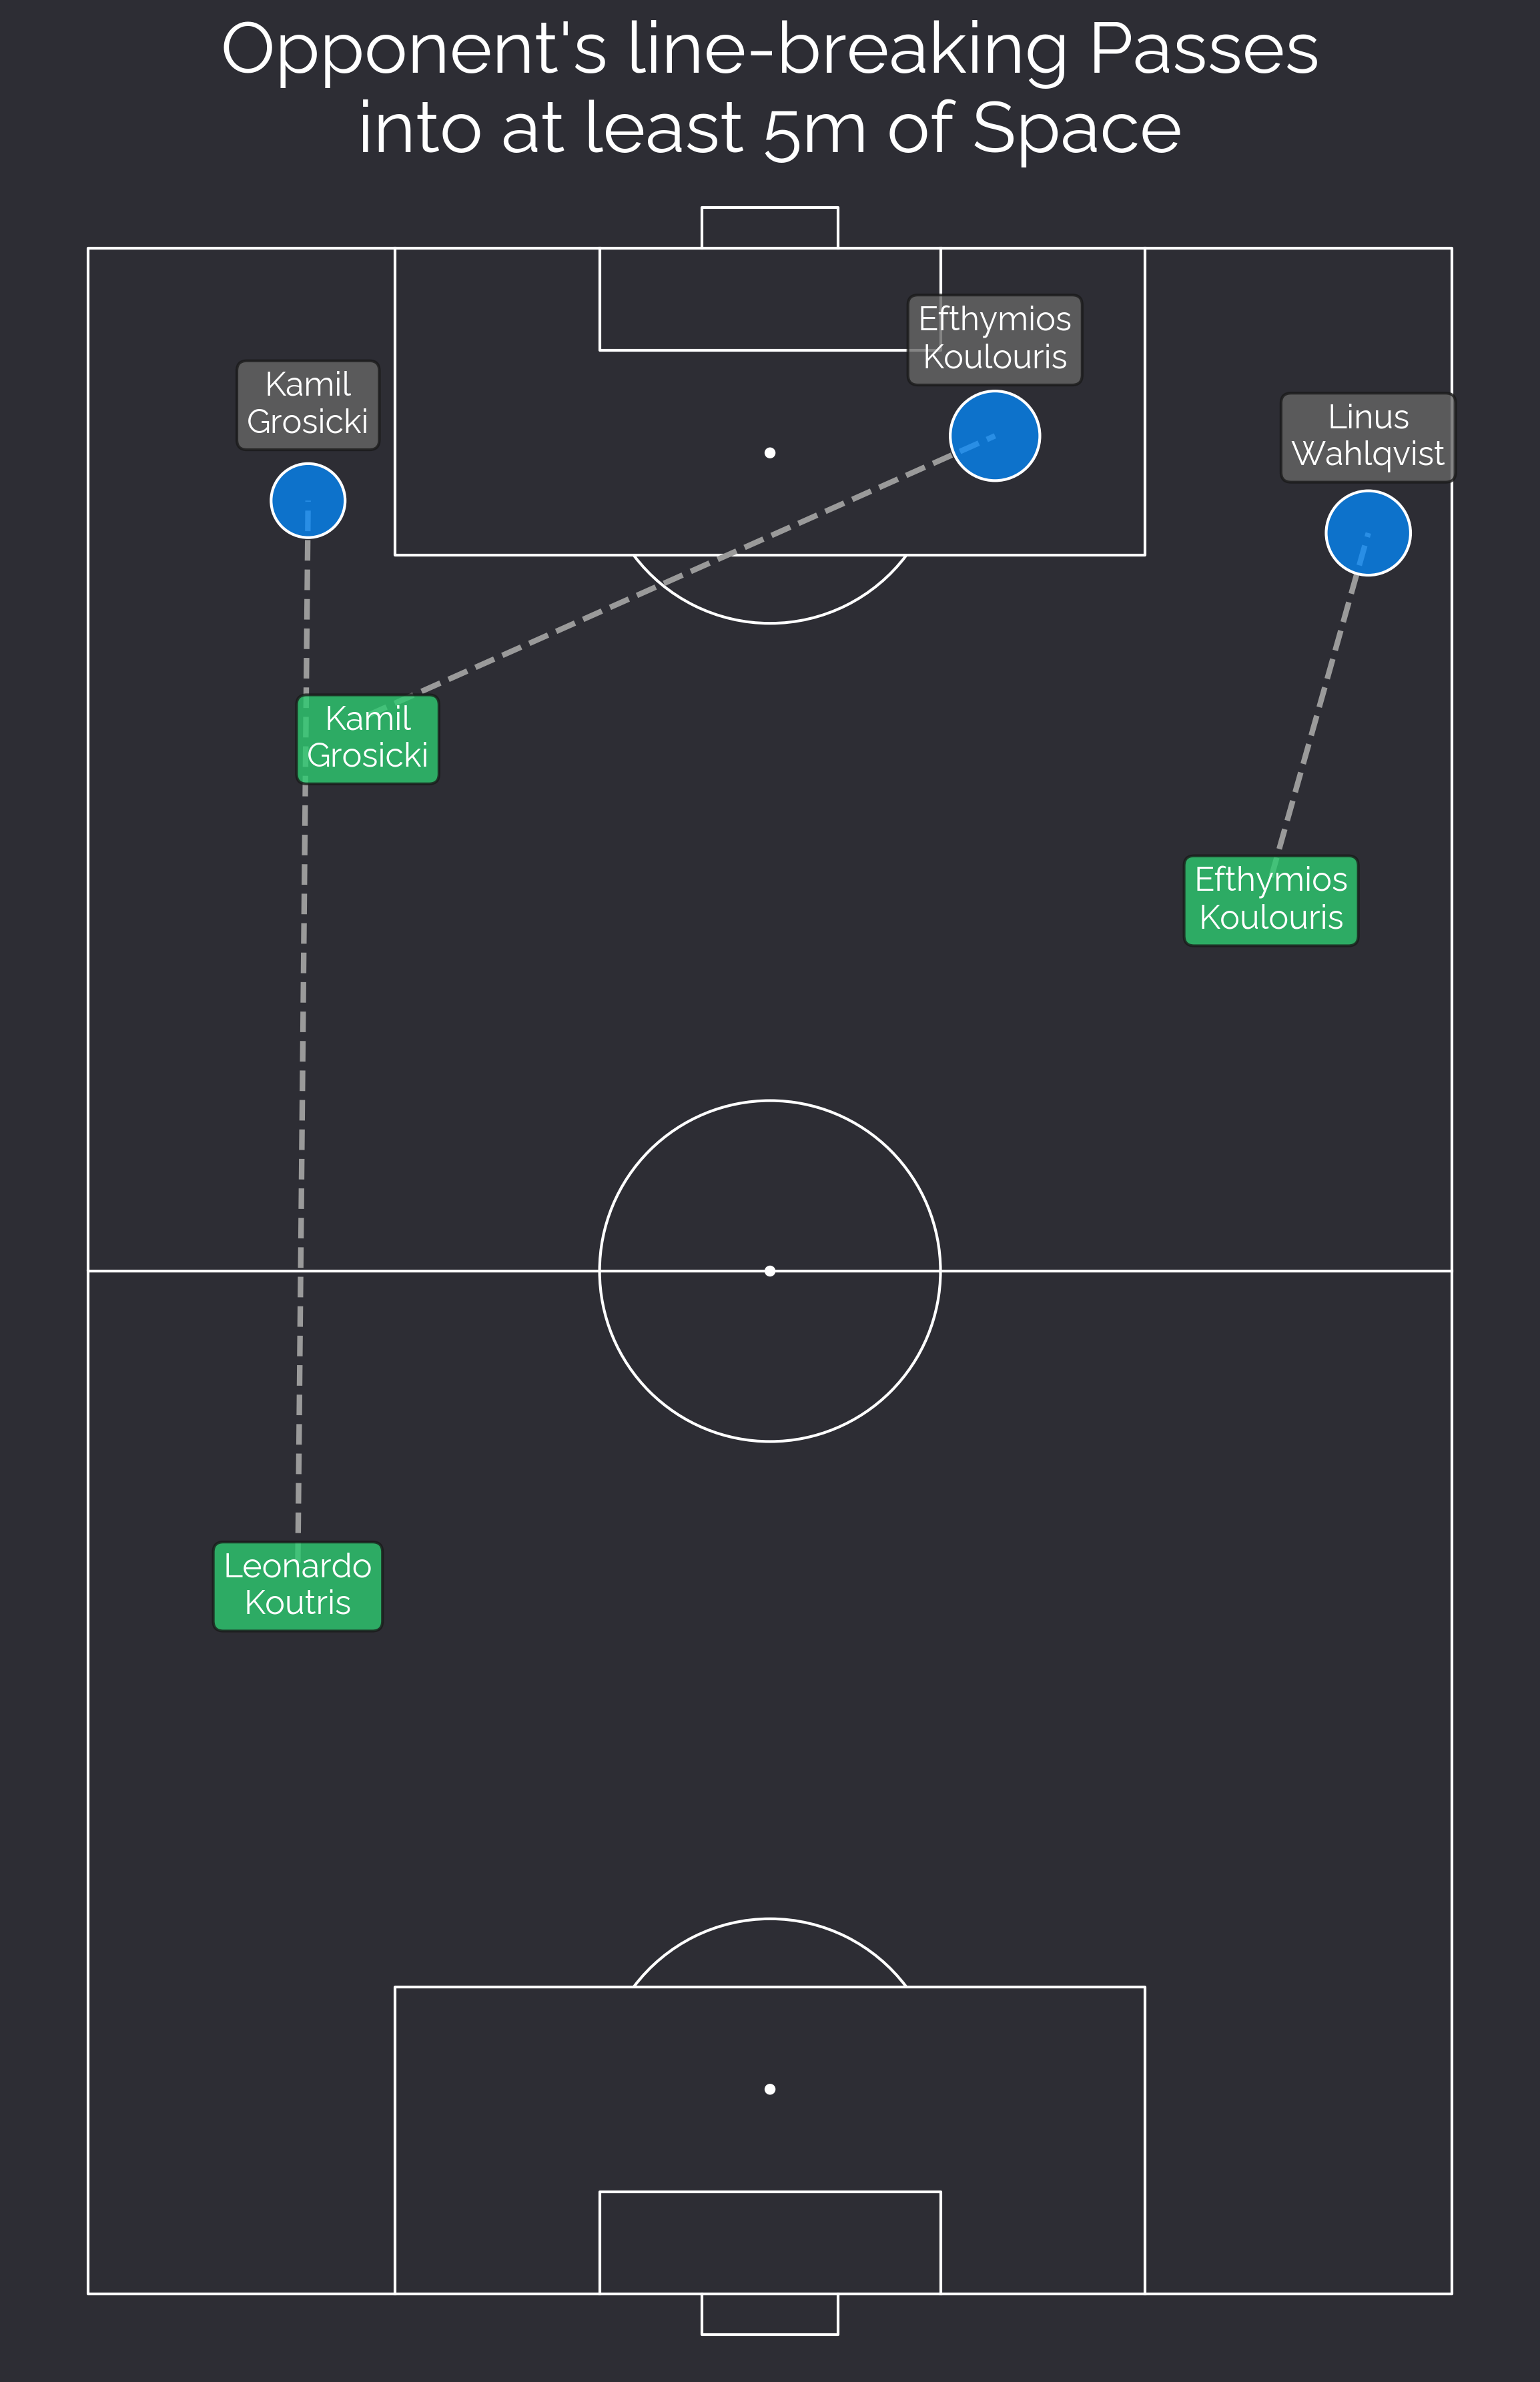 Opponent's line-breaking Passes
into at least 5m of Space
Efthymios
Koulouris
Kamil
Grosicki
Linus
Wahlqvist
Kamil
Grosicki
Efthymios
Koulouris
Leonardo
Koutris